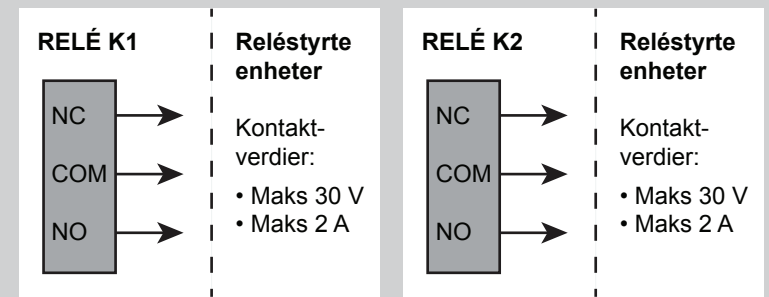 RELÉ K1
NC
COM
NO
Reléstyrte
enheter
Kontakt-
verdier:
• Maks 30 V
• Maks 2 A
RELÉ K2
NC
COM
NO
Reléstyrte
enheter
Kontakt-
verdier:
• Maks 30 V
• Maks 2 A